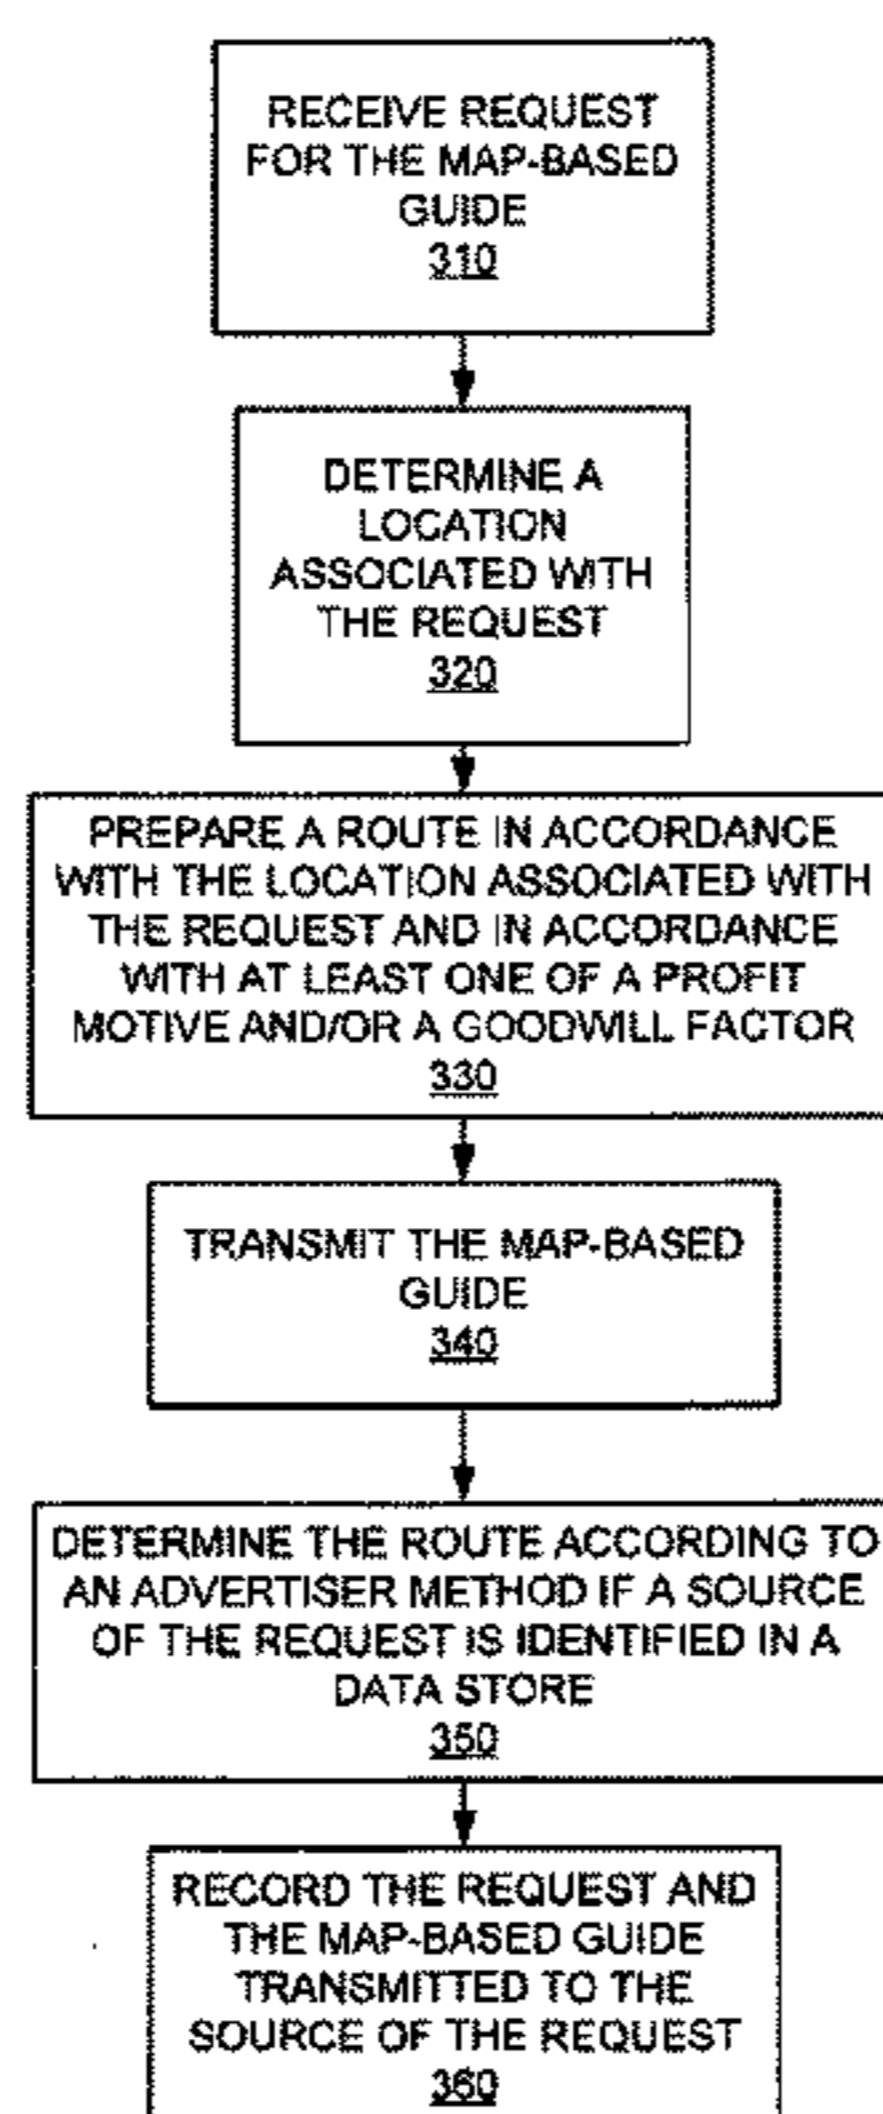 RECEIVE REQUEST
FOR THE MAP-BASED
GUIDE
310
DETERMINE A
LOCATION
ASSOCIATED WITH
THE REQUEST
320
PREPARE A ROUTE IN ACCORDANCE
WITH THE LOCATION ASSOCIATED WITH
THE REQUEST AND IN ACCORDANCE
WITH AT LEAST ONE OF A PROFIT
MOTIVE AND/OR A GOODWILL FACTOR
330
TRANSMIT THE MAP-BASED
GUIDE
340
DETERMINE THE ROUTE ACCORDING TO
AN ADVERTISER METHOD IF A SOURCE
OF THE REQUEST IS IDENTIFIED IN A
DATA STORE
350
RECORD THE REQUEST AND
THE MAP-BASED GUIDE
TRANSMITTED TO THE
SOURCE OF THE REQUEST
360